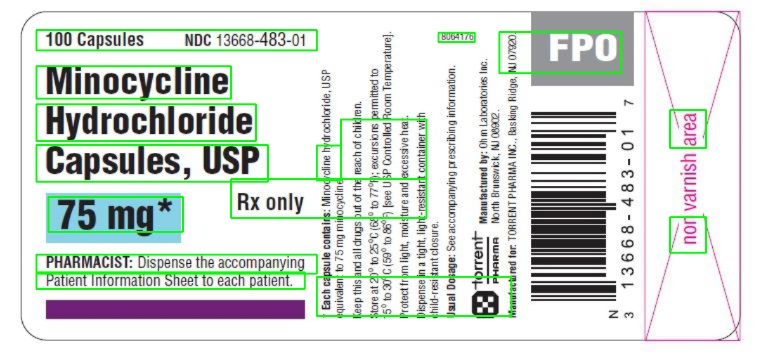 100 Capsules NDC 13668-483-01
Minocycline
Hydrochloride
Capsules, USP
75 mg*
Rx only
PHARMACIST: Dispense the accompanying
Patient Information Sheet to each patient.
* Each capsule contains: Minocycline hydrochloride, USP
equivalent to 75 mg minocycline.
Keep this and all drugs out of the reach of children.
Store at 20° to 25°C (68° to 77°F); excursions permitted to
15° to 30°C (59° to 86°F) [see USP Controlled Room Temperature].
Protect from light, moisture and excessive heat.
Dispense in a tight, light-resistant container with
child-resistant closure.
Usual Dosage: See accompanying prescribing information.
8064176
torrent
PHARMA
Manufactured by: Ohm Laboratories Inc.
North Brunswick, NJ 08902.
Manufactured for: TORRENT PHARMA INC., Basking Ridge, NJ 07920.
FPO
N
3 13668-483-01 7
non varnish area